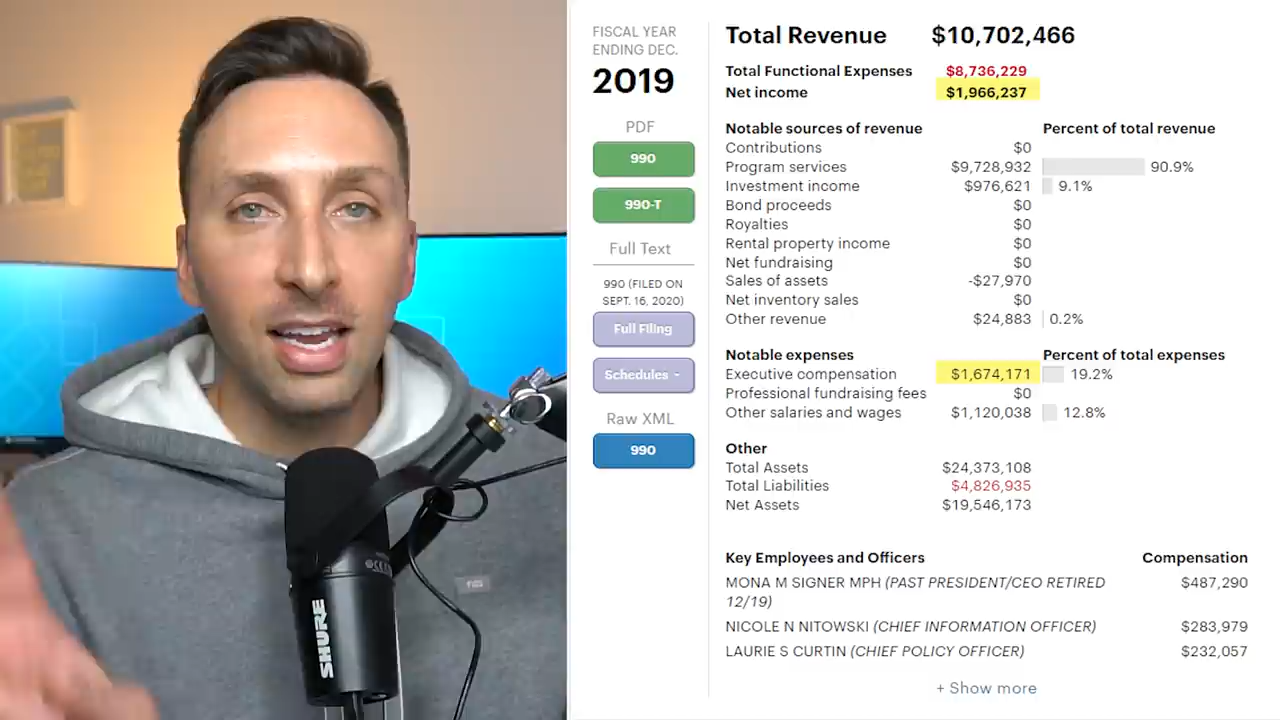 FISCAL YEAR
ENDING DEC.
2019
PDF
990
990-T
Full Text
990 (FILED ON
SEPT. 16, 2020)
Full Filing
Schedules
Raw XML
990
Total Revenue $10,702,466
Total Functional Expenses $8,736,229
Net income $1,966,237
Notable sources of revenue Percent of total revenue
Contributions $0
Program services $9,728,932 90.9%
Investment income $976,621 9.1%
Bond proceeds $0
Royalties $0
Rental property income $0
Net fundraising $0
Sales of assets -$27,970
Net inventory sales $0
Other revenue $24,883 0.2%
Notable expenses Percent of total expenses
Executive compensation $1,674,171 19.2%
Professional fundraising fees $0
Other salaries and wages $1,120,038 12.8%
Other
Total Assets $24,373,108
Total Liabilities $4,826,935
Net Assets $19,546,173
Key Employees and Officers Compensation
MONA M SIGNER MPH (PAST PRESIDENT/CEO RETIRED $487,290
12/19)
NICOLE N NITOWSKI (CHIEF INFORMATION OFFICER) $283,979
LAURIE S CURTIN (CHIEF POLICY OFFICER) $232,057
+ Show more
SHURE